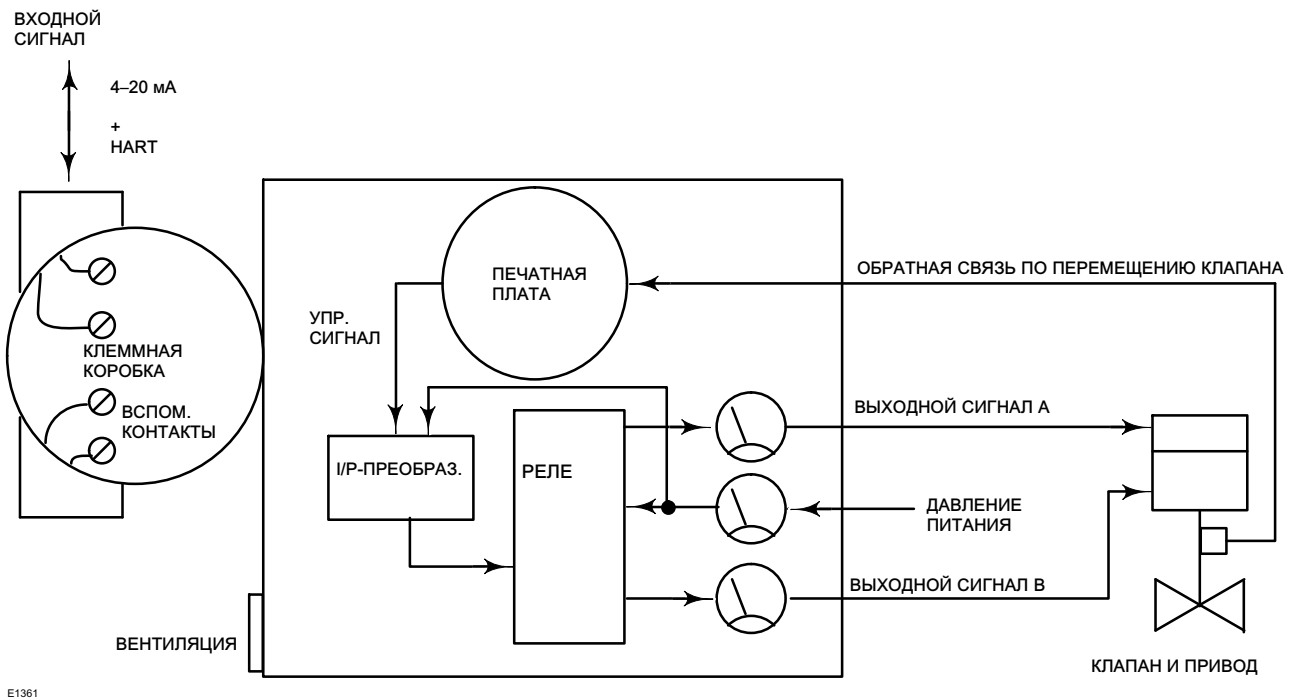 ВХОДНОЙ
СИГНАЛ
4–20 мА
+
HART
КЛЕММНАЯ
КОРОБКА
ВСПОМ.
КОНТАКТЫ
ПЕЧАТНАЯ
ПЛАТА
ОБРАТНАЯ СВЯЗЬ ПО ПЕРЕМЕЩЕНИЮ КЛАПАНА
УПР.
СИГНАЛ
I/P-ПРЕОБРАЗ.
РЕЛЕ
ВЫХОДНОЙ СИГНАЛ A
ДАВЛЕНИЕ
ПИТАНИЯ
ВЫХОДНОЙ СИГНАЛ B
ВЕНТИЛЯЦИЯ
КЛАПАН И ПРИВОД
E1361